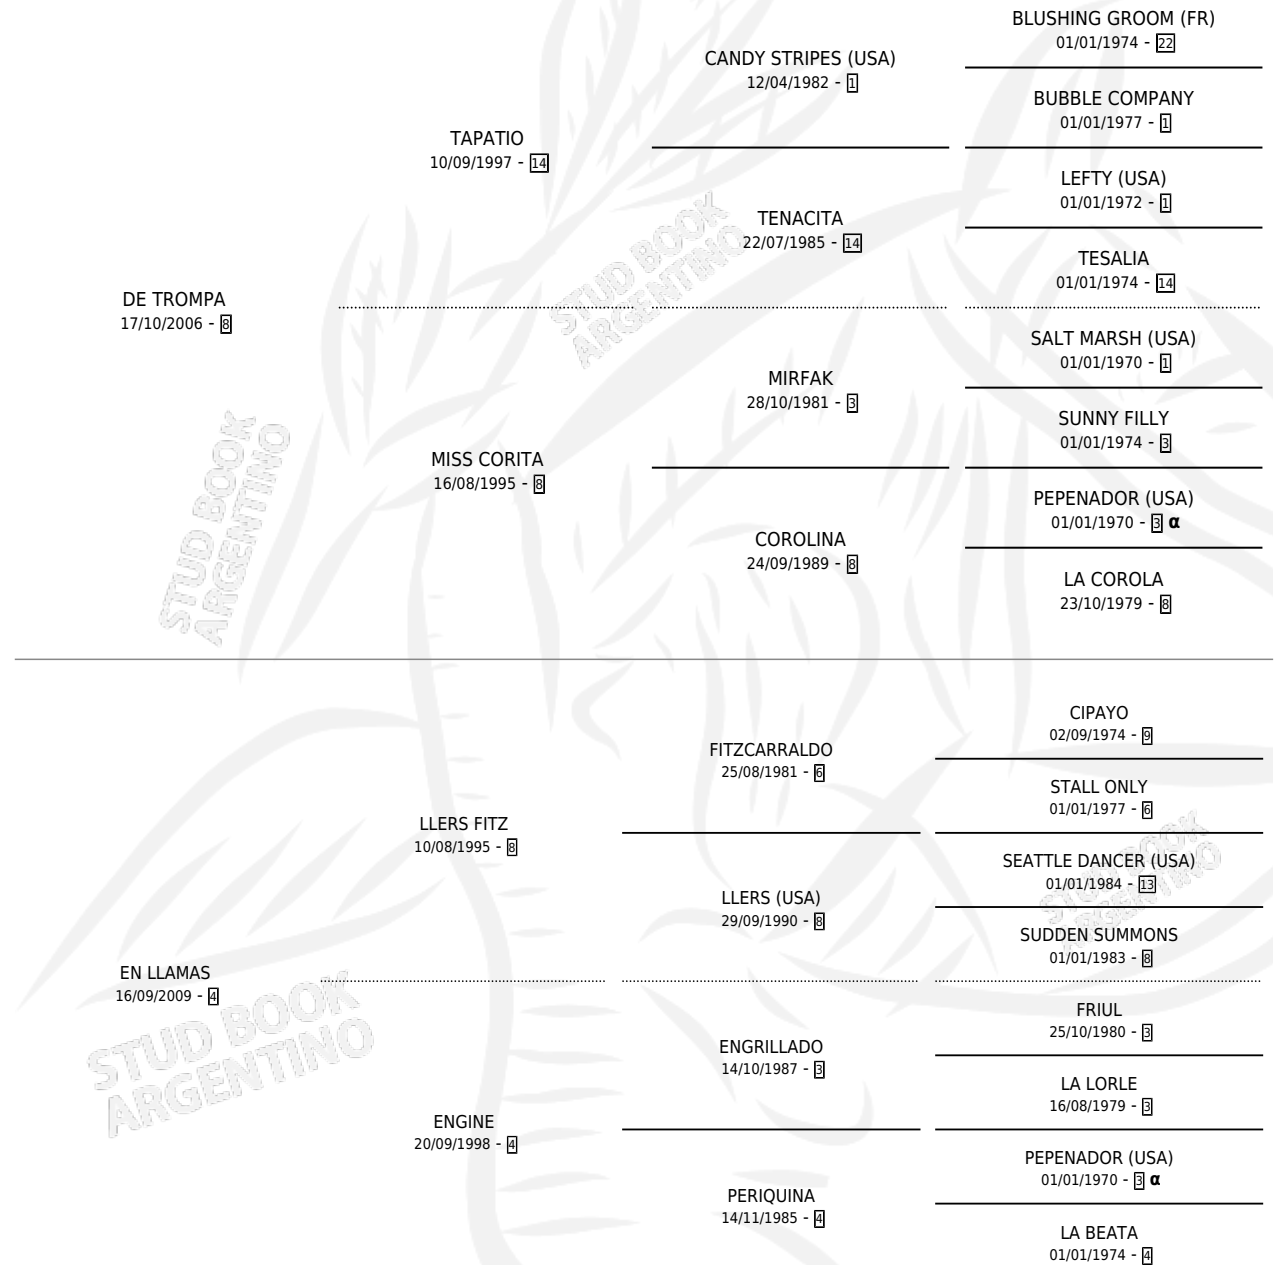 BLUSHING GROOM (FR)
01/01/1974 - 22
CANDY STRIPES (USA)
12/04/1982 - 1
BUBBLE COMPANY
01/01/1977 - 1
TAPATIO
10/09/1997 - 14
LEFTY (USA)
01/01/1972 - 1
TENACITA
22/07/1985 - 14
TESALIA
01/01/1974 - 14
DE TROMPA
17/10/2006 - 8
SALT MARSH (USA)
01/01/1970 - 1
MIRFAK
28/10/1981 - 3
SUNNY FILLY
01/01/1974 - 3
MISS CORITA
16/08/1995 - 8
PEPENADOR (USA)
01/01/1970 - 3 α
COROLINA
24/09/1989 - 8
LA COROLA
23/10/1979 - 8
CIPAYO
02/09/1974 - 9
FITZCARRALDO
25/08/1981 - 6
STALL ONLY
01/01/1977 - 6
LLERS FITZ
10/08/1995 - 8
SEATTLE DANCER (USA)
01/01/1984 - 13
LLERS (USA)
29/09/1990 - 8
SUDDEN SUMMONS
01/01/1983 - 8
EN LLAMAS
16/09/2009 - 4
FRIUL
25/10/1980 - 3
ENGRILLADO
14/10/1987 - 3
LA LORLE
16/08/1979 - 3
ENGINE
20/09/1998 - 4
PEPENADOR (USA)
01/01/1970 - 3 α
PERIQUINA
14/11/1985 - 4
LA BEATA
01/01/1974 - 4
STUD BOOK
ARGENTINO
STUD BOOK
ARGENTINO
STUD BOOK
ARGENTINO
STUD BOOK
ARGENTINO